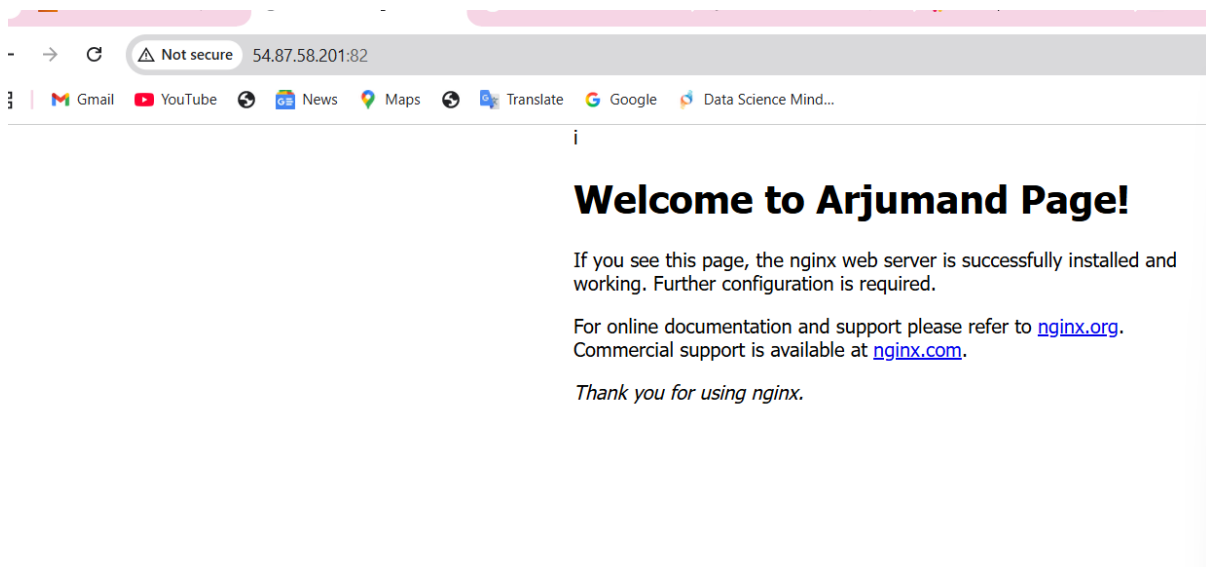 Not secure 54.87.58.201:82
Gmail YouTube News Maps Translate Google Data Science Mind...
i
Welcome to Arjumand Page!
If you see this page, the nginx web server is successfully installed and
working. Further configuration is required.
For online documentation and support please refer to nginx.org.
Commercial support is available at nginx.com.
Thank you for using nginx.